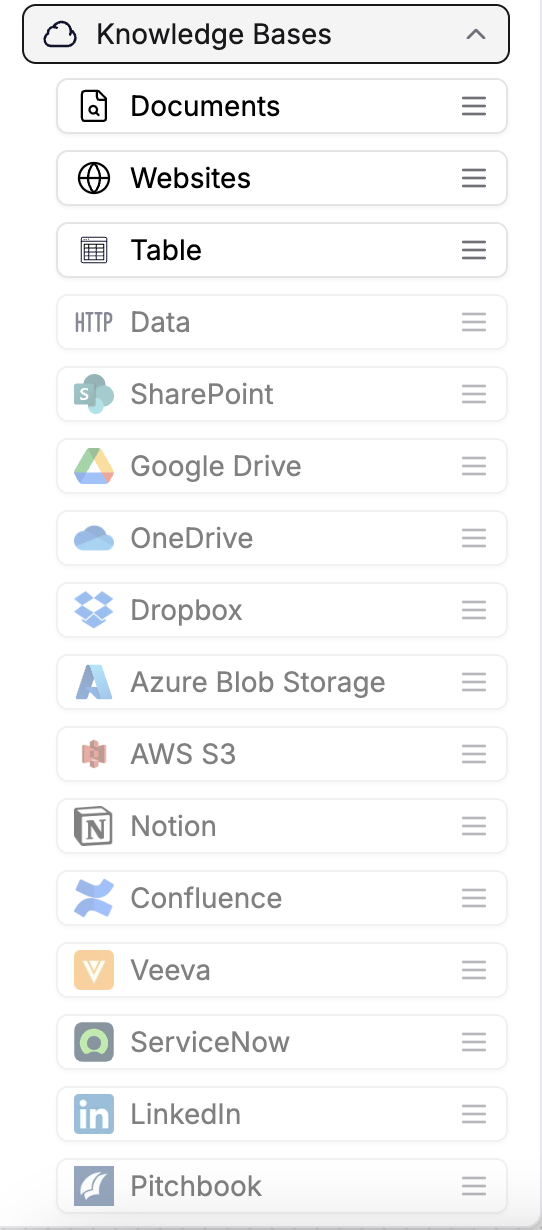 Knowledge Bases
Documents
Websites
Table
HTTP Data
S SharePoint
Google Drive
OneDrive
Dropbox
Azure Blob Storage
AWS S3
N Notion
Confluence
V Veeva
ServiceNow
in LinkedIn
Pitchbook